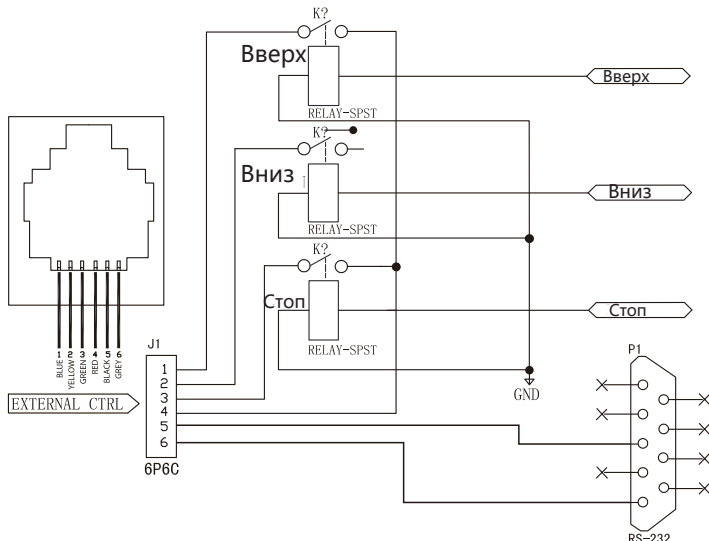 K?
Вверх
Вверх
RELAY-SPST
K?
Вниз
Вниз
RELAY-SPST
K?
Стоп
Стоп
RELAY-SPST
GND
1 2 3 4 5 6
BLUE
YELLOW
GREEN
RED
BLACK
GREY
EXTERNAL CTRL
J1
1
2
3
4
5
6
6P6C
P1
RS-232